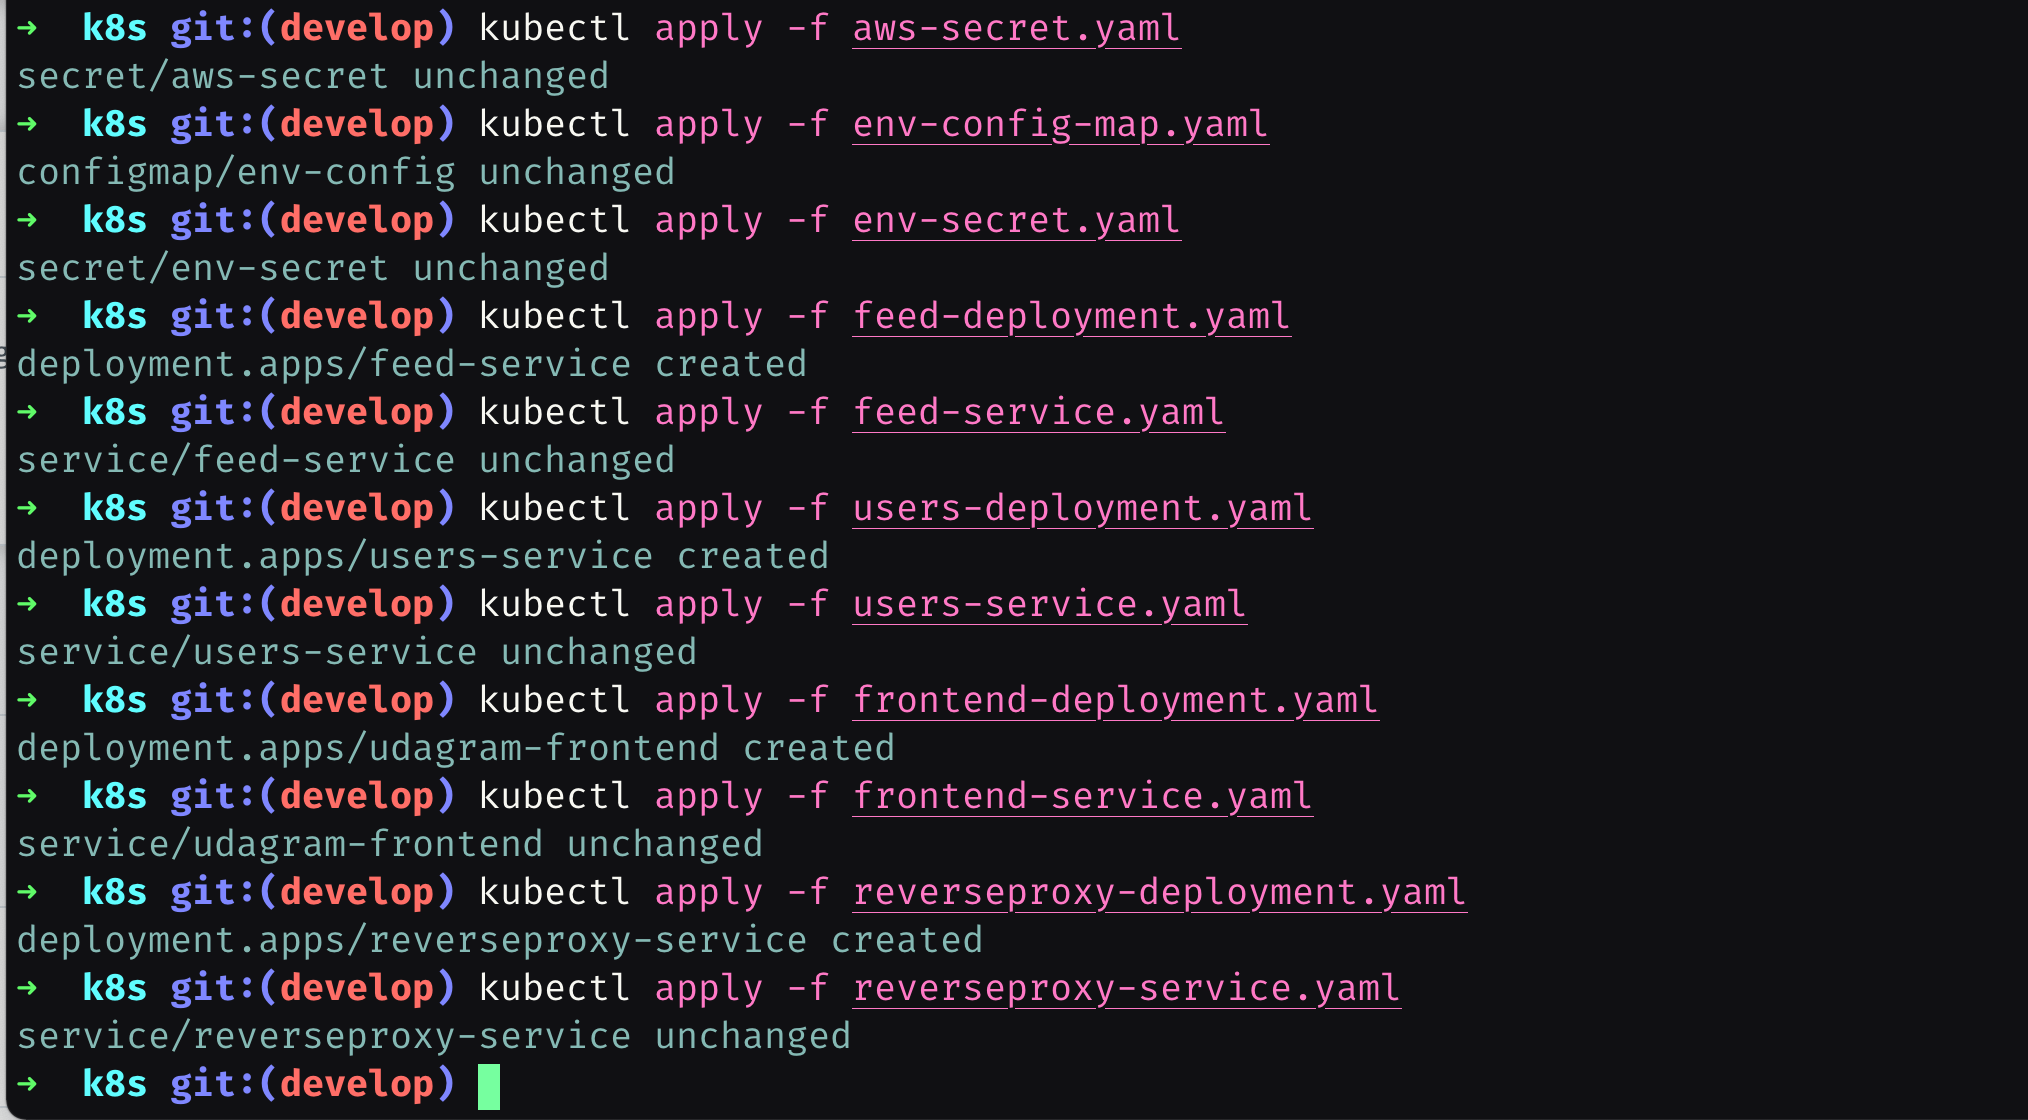 → k8s git:(develop) kubectl apply -f aws-secret.yaml
secret/aws-secret unchanged
→ k8s git:(develop) kubectl apply -f env-config-map.yaml
configmap/env-config unchanged
→ k8s git:(develop) kubectl apply -f env-secret.yaml
secret/env-secret unchanged
→ k8s git:(develop) kubectl apply -f feed-deployment.yaml
deployment.apps/feed-service created
→ k8s git:(develop) kubectl apply -f feed-service.yaml
service/feed-service unchanged
→ k8s git:(develop) kubectl apply -f users-deployment.yaml
deployment.apps/users-service created
→ k8s git:(develop) kubectl apply -f users-service.yaml
service/users-service unchanged
→ k8s git:(develop) kubectl apply -f frontend-deployment.yaml
deployment.apps/udagram-frontend created
→ k8s git:(develop) kubectl apply -f frontend-service.yaml
service/udagram-frontend unchanged
→ k8s git:(develop) kubectl apply -f reverseproxy-deployment.yaml
deployment.apps/reverseproxy-service created
→ k8s git:(develop) kubectl apply -f reverseproxy-service.yaml
service/reverseproxy-service unchanged
→ k8s git:(develop)